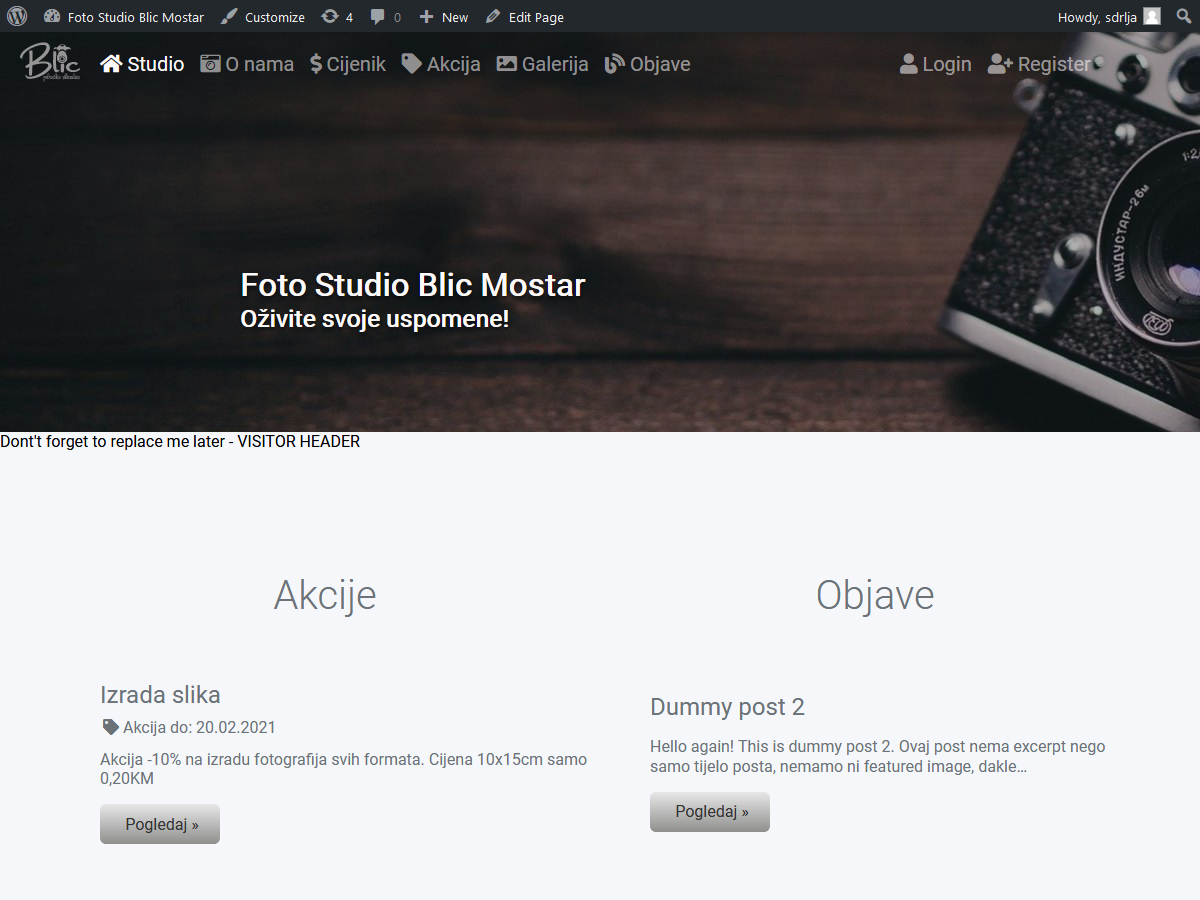 Foto Studio Blic Mostar Customize 4 0 New Edit Page Howdy, sdrlja
Blic Studio O nama Cijenik Akcija Galerija Objave Login Register
ИНДУСТАР-26м
Foto Studio Blic Mostar
Oživite svoje uspomene!
Dont't forget to replace me later - VISITOR HEADER
Akcije
Izrada slika
Akcija do: 20.02.2021
Akcija -10% na izradu fotografija svih formata. Cijena 10x15cm samo
0,20KM
Pogledaj »
Objave
Dummy post 2
Hello again! This is dummy post 2. Ovaj post nema excerpt nego
samo tijelo posta, nemamo ni featured image, dakle...
Pogledaj »